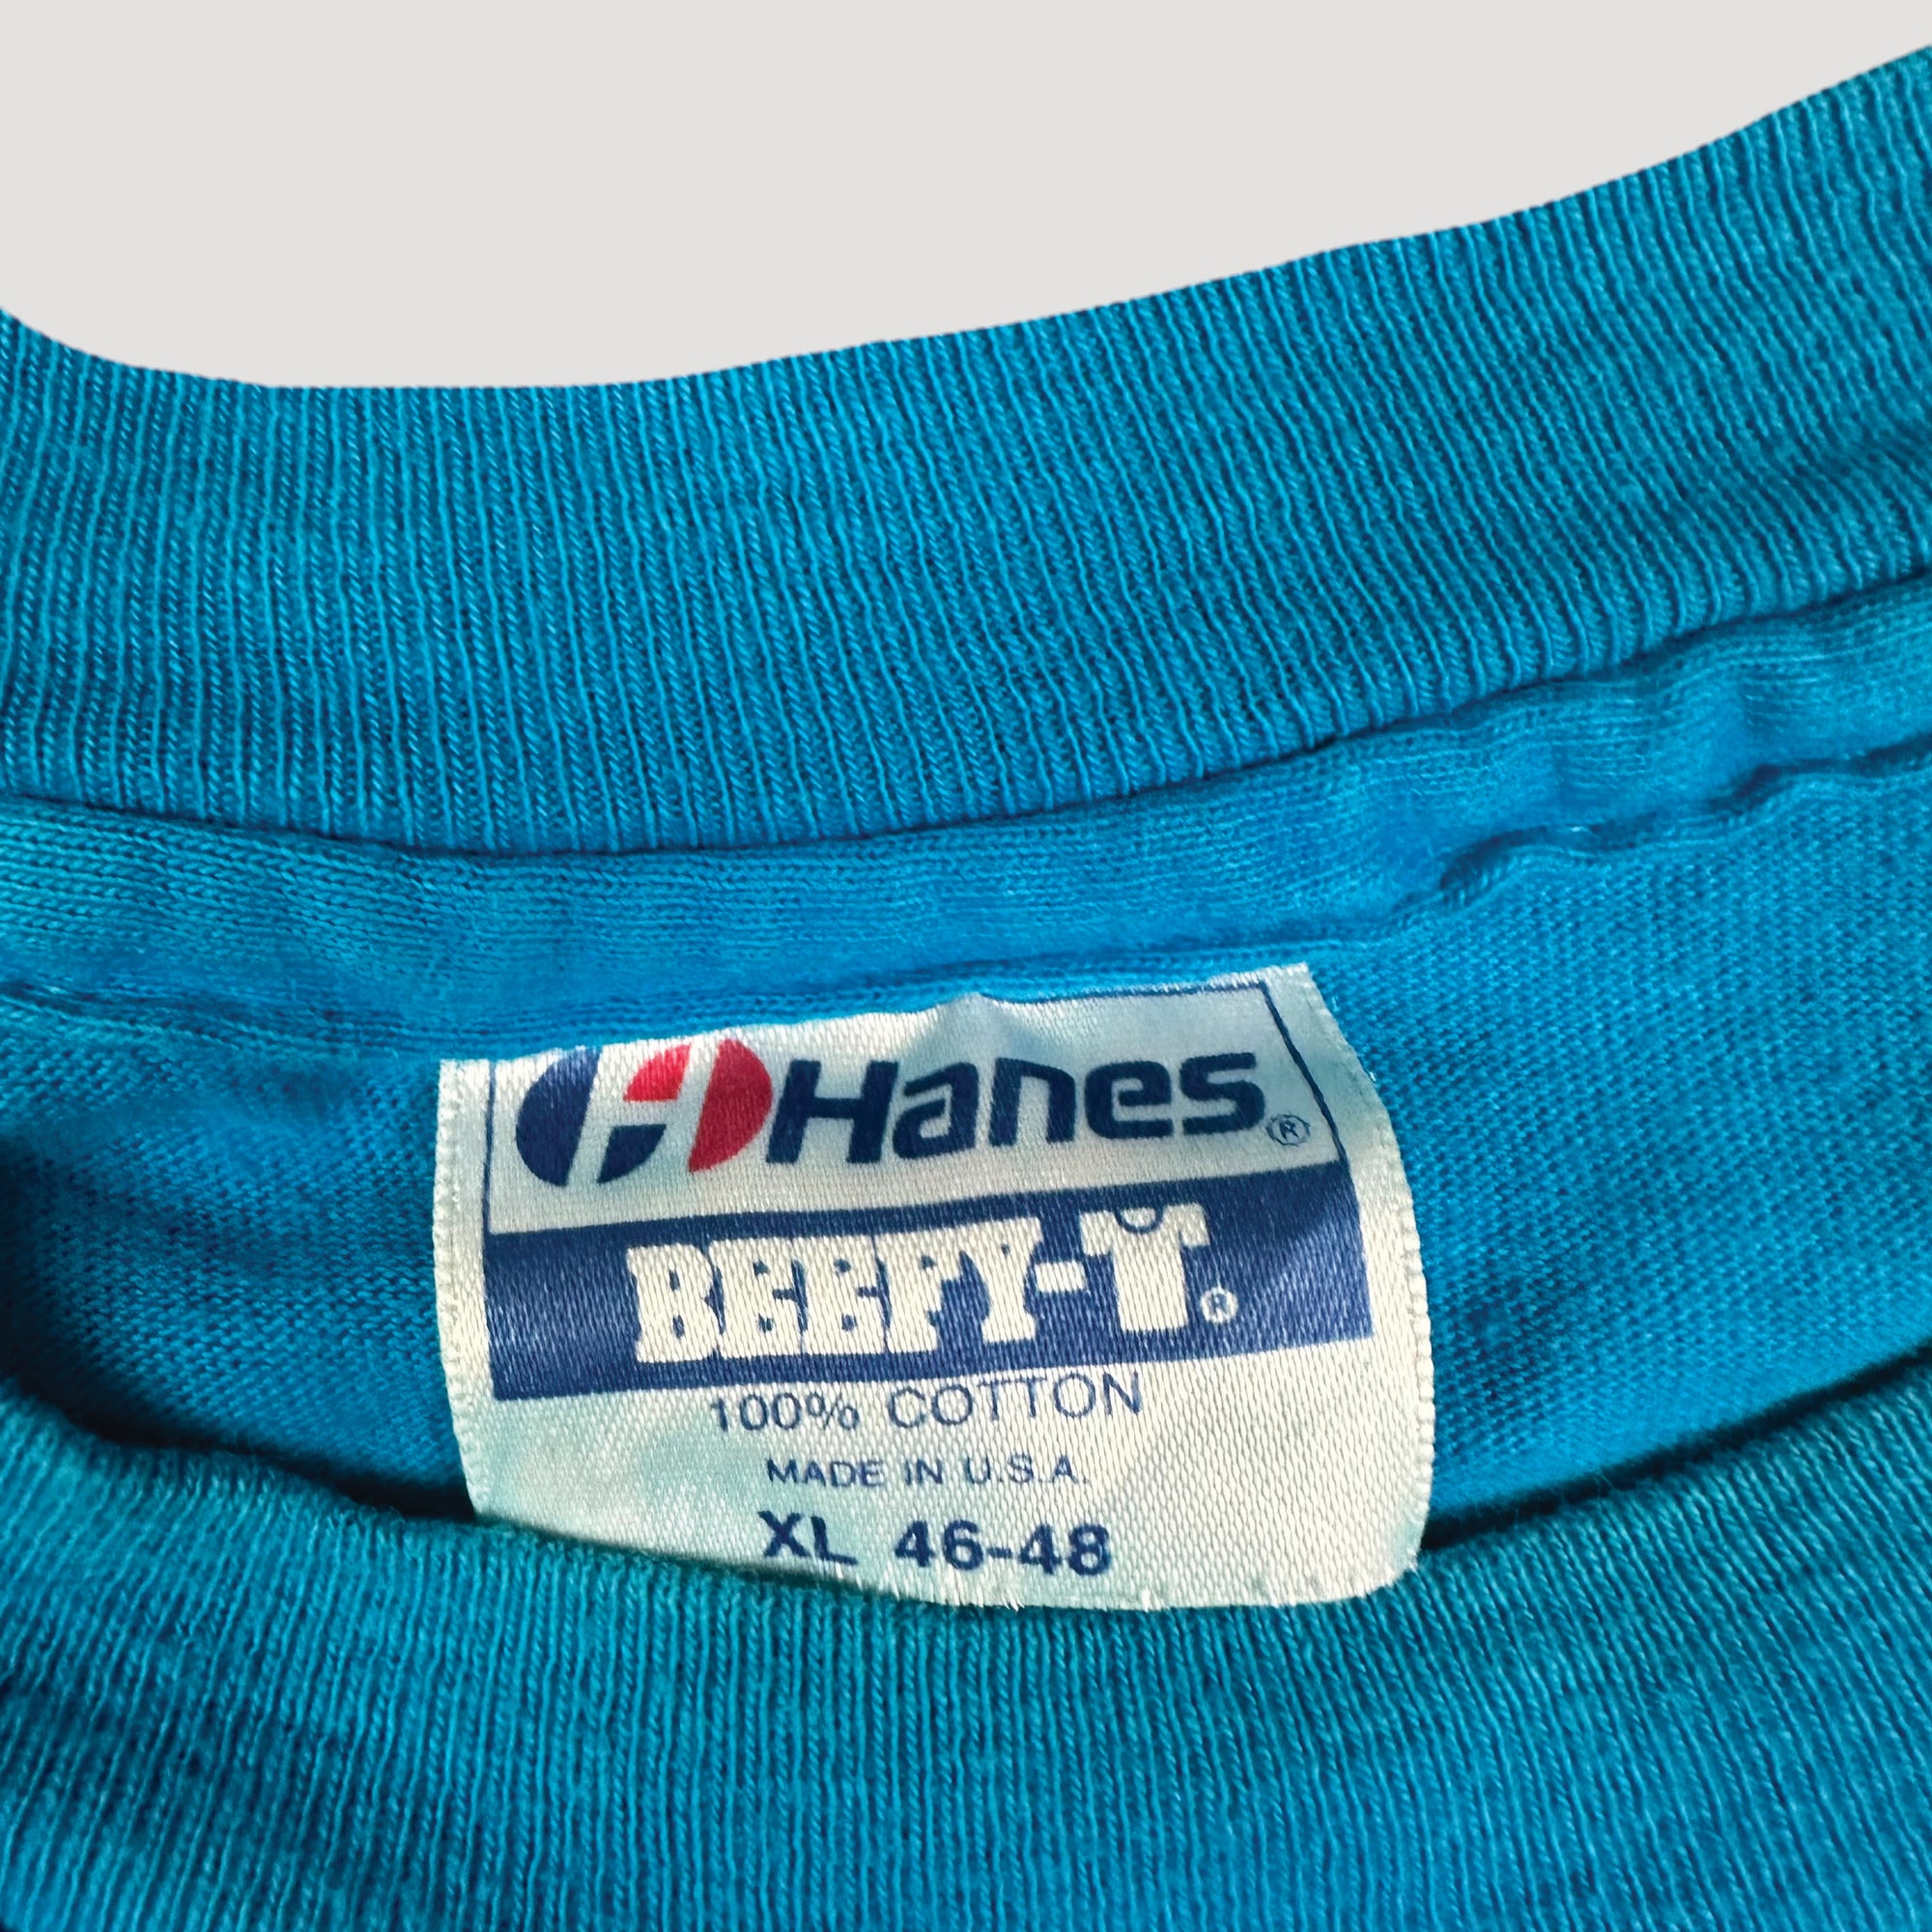 Hanes®
BEEFY-T®
100% COTTON
MADE IN U.S.A.
XL 46-48